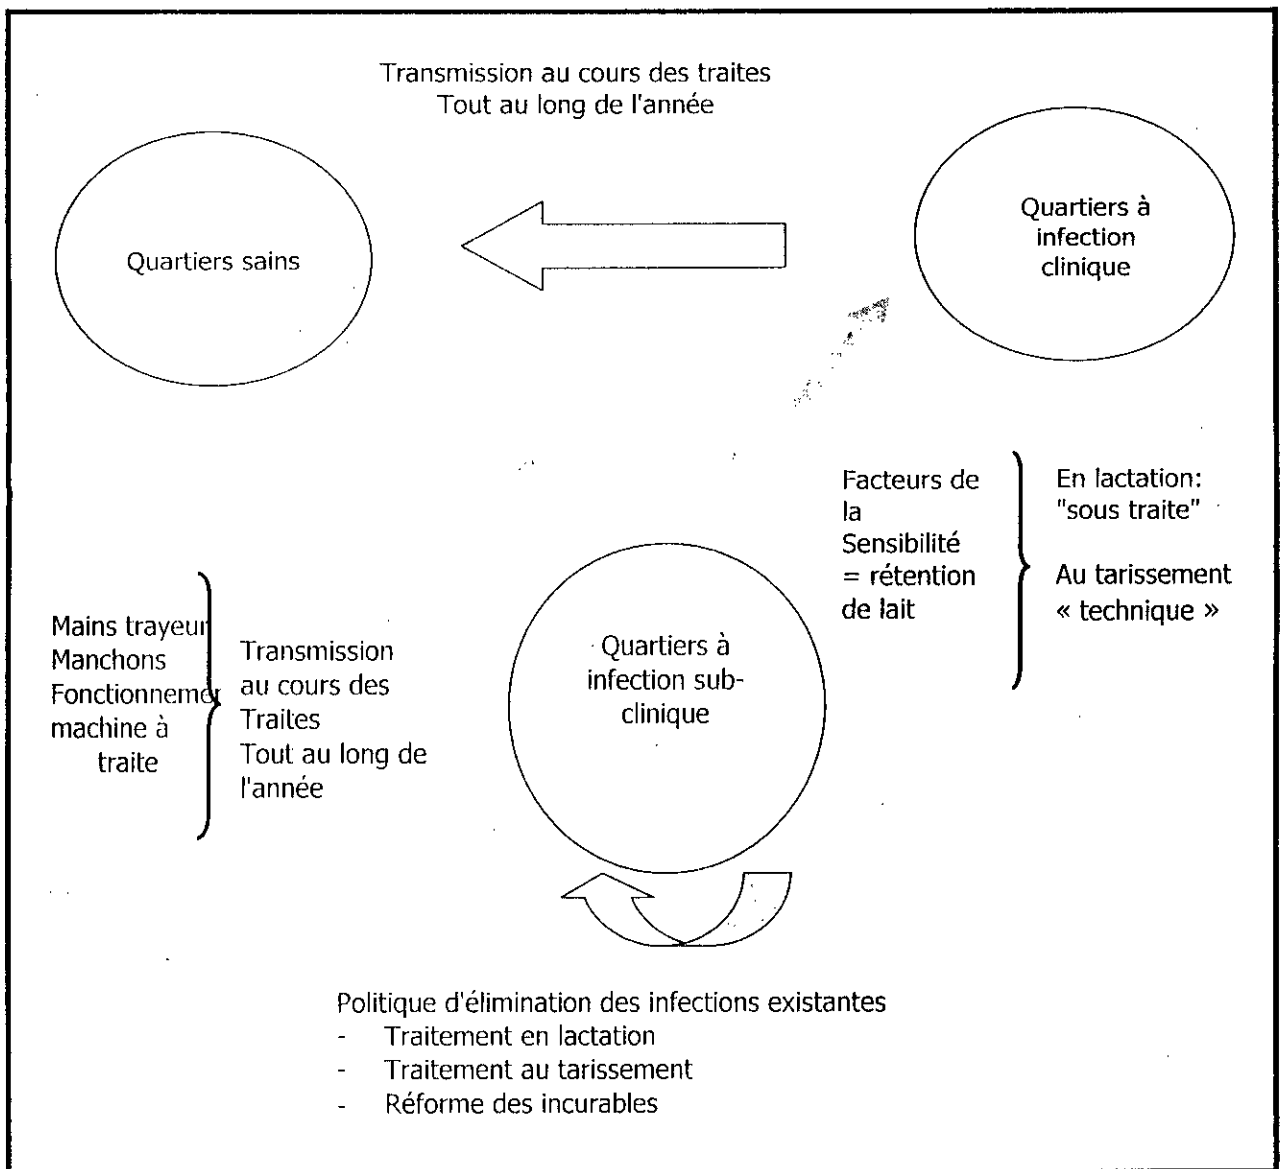 Transmission au cours des traites
Tout au long de l'année
Quartiers sains
Quartiers à
infection
clinique
Facteurs de
la
Sensibilité
= rétention
de lait
En lactation:
"sous traite"
Au tarissement
« technique »
Mains trayeur
Manchons
Fonctionnemer
machine à
traite
Transmission
au cours des
Traites
Tout au long de
l'année
Quartiers à
infection sub-
clinique
Politique d'élimination des infections existantes
- Traitement en lactation
- Traitement au tarissement
- Réforme des incurables